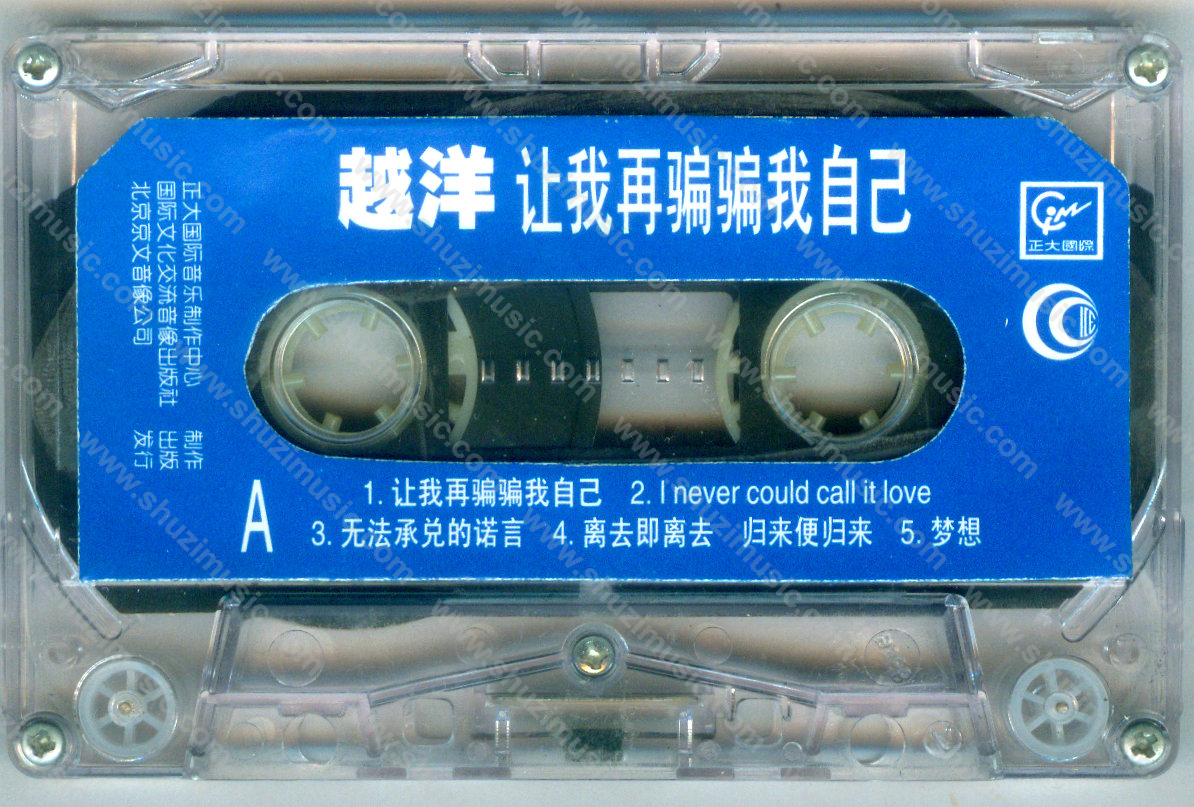 越洋 让我再骗骗我自己
正大國際
ICE
正大国际音乐制作中心 制作
国际文化交流音像出版社 出版
北京京文音像公司 发行
A
1. 让我再骗骗我自己 2. I never could call it love
3. 无法承兑的诺言 4. 离去即离去 归来便归来 5. 梦想
www.shuzimusic.com